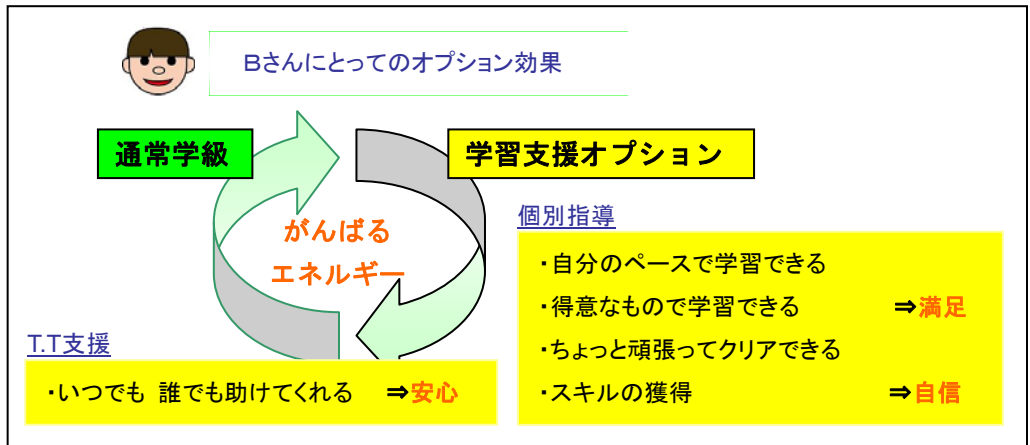 Bさんにとってのオプション効果
通常学級
学習支援オプション
がんばる
エネルギー
個別指導
・自分のペースで学習できる
・得意なもので学習できる ⇒満足
・ちょっと頑張ってクリアできる
・スキルの獲得 ⇒自信
T.T支援
・いつでも 誰でも助けてくれる ⇒安心